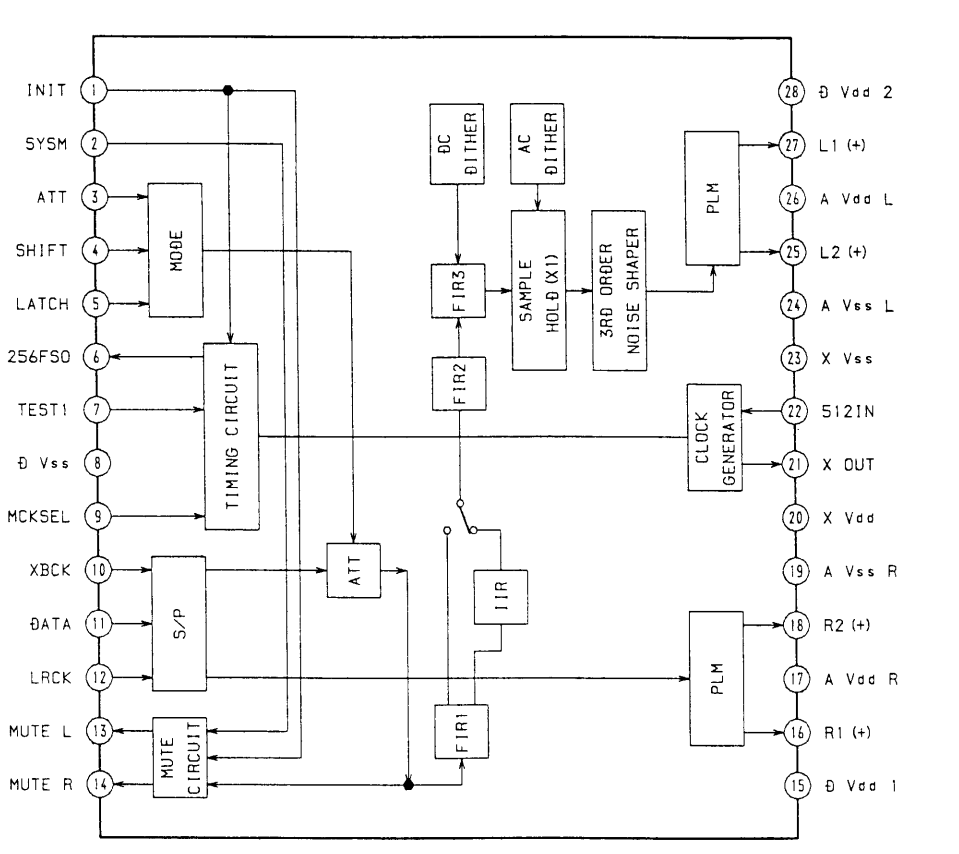 INIT 1
SYSM 2
ATT 3
SHIFT 4
LATCH 5
256FSO 6
TEST1 7
D Vss 8
MCKSEL 9
XBCK 10
DATA 11
LRCK 12
MUTE L 13
MUTE R 14
MODE
TIMING CIRCUIT
S/P
MUTE
CIRCUIT
ATT
DC
DITHER
AC
DITHER
FIR3
FIR2
SAMPLE
HOLD (X1)
3RD ORDER
NOISE SHAPER
IIR
FIR1
PLM
CLOCK
GENERATOR
PLM
28 D Vdd 2
27 L1 (+)
26 A Vdd L
25 L2 (+)
24 A Vss L
23 X Vss
22 512IN
21 X OUT
20 X Vdd
19 A Vss R
18 R2 (+)
17 A Vdd R
16 R1 (+)
15 D Vdd 1